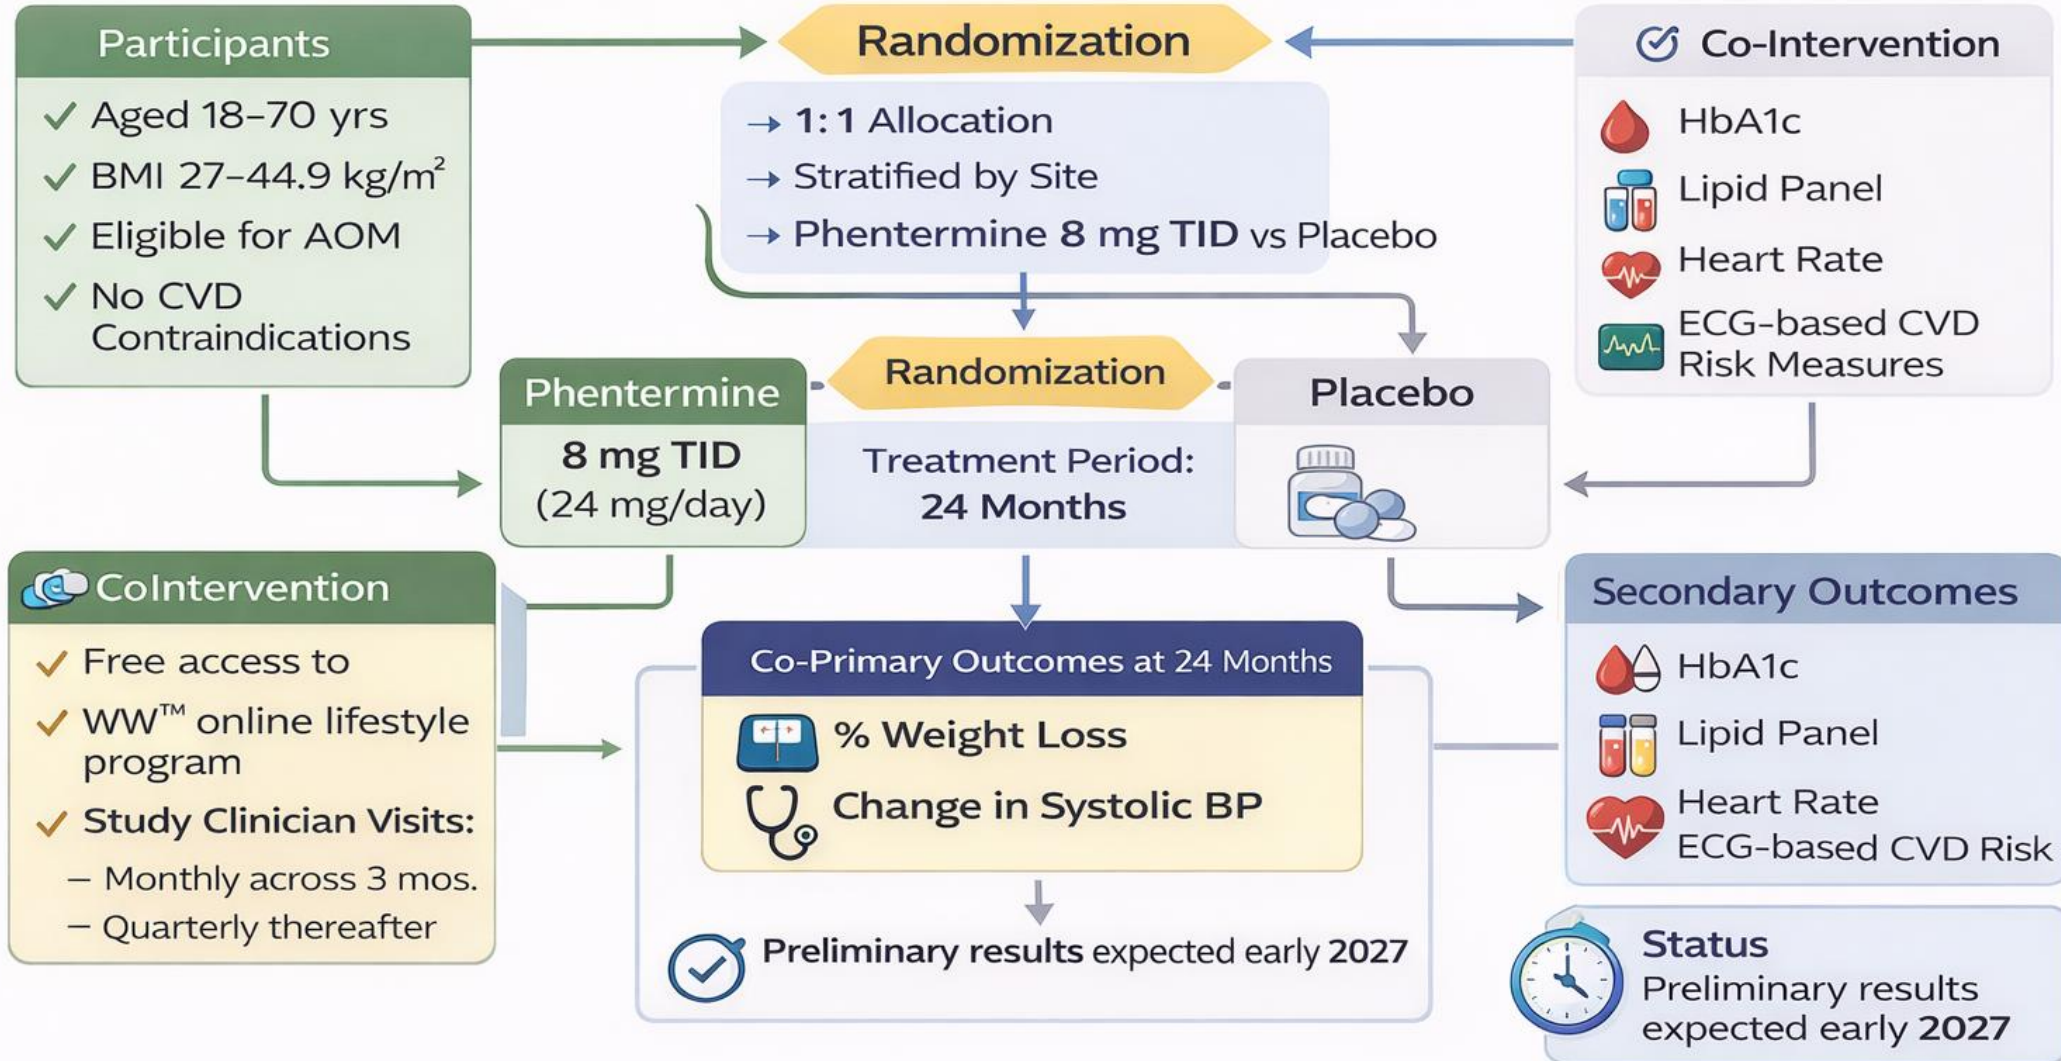 Participants
Aged 18–70 yrs
BMI 27–44.9 kg/m²
Eligible for AOM
No CVD
Contraindications
Randomization
→ 1:1 Allocation
→ Stratified by Site
→ Phentermine 8 mg TID vs Placebo
Co-Intervention
HbA1c
Lipid Panel
Heart Rate
ECG-based CVD
Risk Measures
Phentermine
8 mg TID
(24 mg/day)
Randomization
Treatment Period:
24 Months
Placebo
CoIntervention
Free access to
WW™ online lifestyle
program
Study Clinician Visits:
– Monthly across 3 mos.
– Quarterly thereafter
Co-Primary Outcomes at 24 Months
% Weight Loss
Change in Systolic BP
Preliminary results expected early 2027
Secondary Outcomes
HbA1c
Lipid Panel
Heart Rate
ECG-based CVD Risk
Status
Preliminary results
expected early 2027